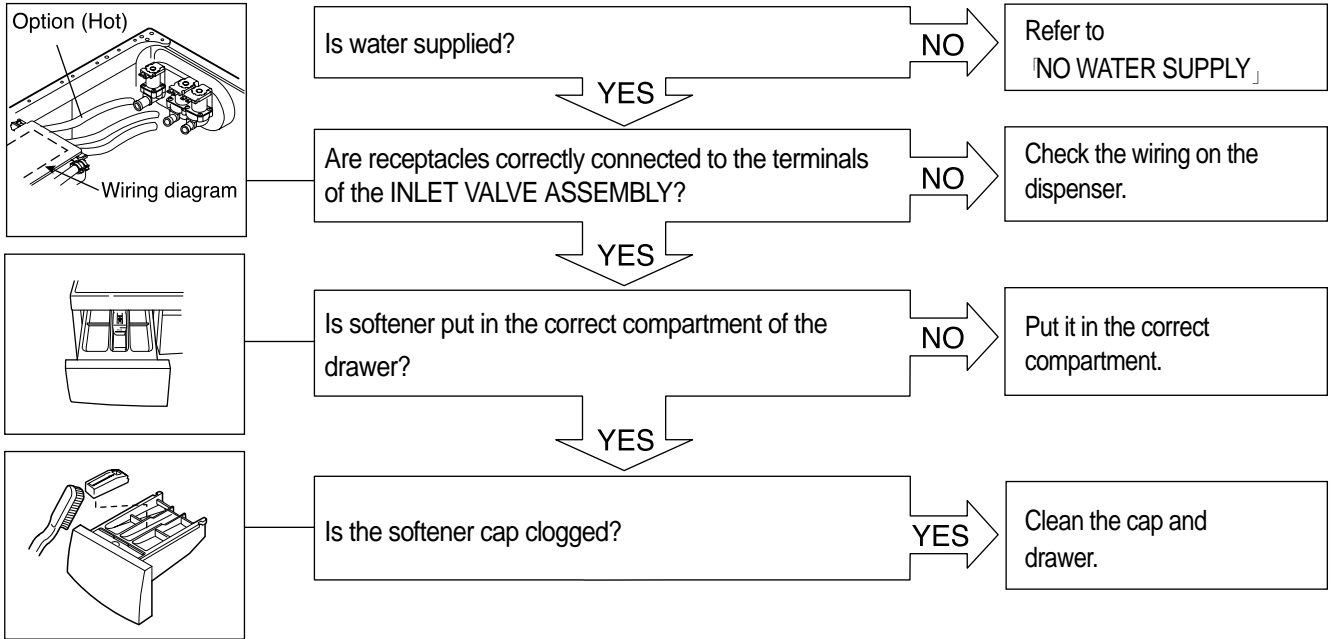 Option (Hot)
Wiring diagram
Is water supplied?
NO
Refer to
「NO WATER SUPPLY」
YES
Are receptacles correctly connected to the terminals
of the INLET VALVE ASSEMBLY?
NO
Check the wiring on the
dispenser.
YES
Is softener put in the correct compartment of the
drawer?
NO
Put it in the correct
compartment.
YES
Is the softener cap clogged?
YES
Clean the cap and
drawer.